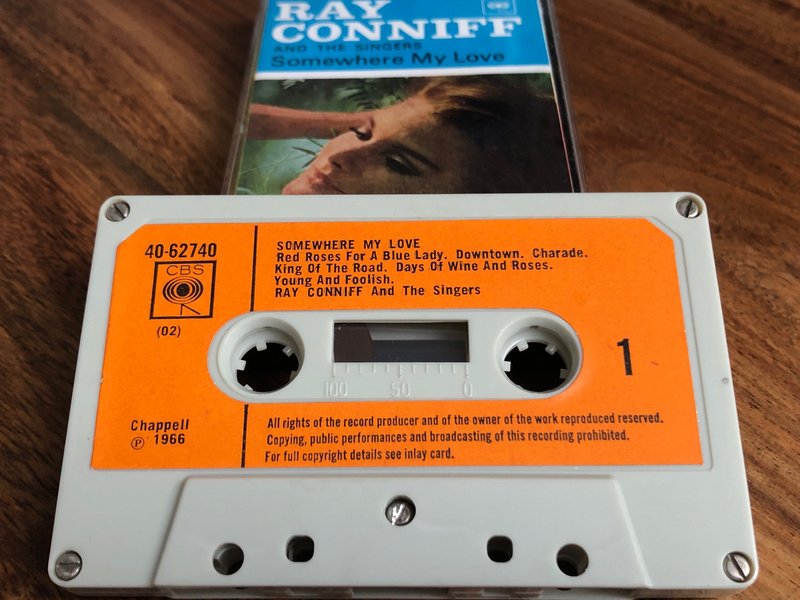 RAY
CONNIFF
CBS
AND THE SINGERS
Somewhere My Love
40-62740
CBS
(02)
SOMEWHERE MY LOVE
Red Roses For A Blue Lady. Downtown. Charade.
King Of The Road. Days Of Wine And Roses.
Young And Foolish.
RAY CONNIFF And The Singers
100 50 0
1
Chappell
Ⓟ 1966
All rights of the record producer and of the owner of the work reproduced reserved.
Copying, public performances and broadcasting of this recording prohibited.
For full copyright details see inlay card.